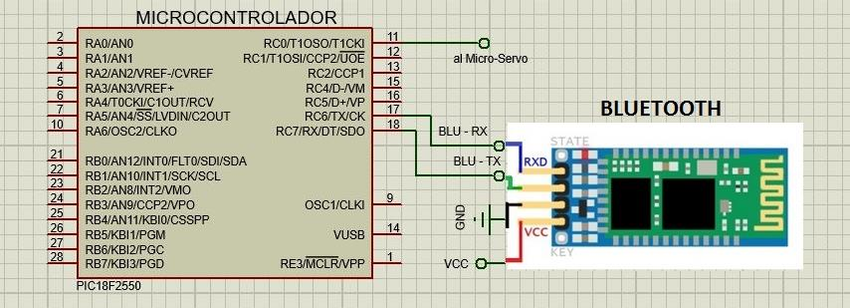 MICROCONTROLADOR
2 RA0/AN0
3 RA1/AN1
4 RA2/AN2/VREF-/CVREF
5 RA3/AN3/VREF+
6 RA4/T0CKI/C1OUT/RCV
7 RA5/AN4/SS/LVDIN/C2OUT
10 RA6/OSC2/CLKO
21 RB0/AN12/INT0/FLT0/SDI/SDA
22 RB1/AN10/INT1/SCK/SCL
23 RB2/AN8/INT2/VMO
24 RB3/AN9/CCP2/VPO
25 RB4/AN11/KBI0/CSSPP
26 RB5/KBI1/PGM
27 RB6/KBI2/PGC
28 RB7/KBI3/PGD
RC0/T1OSO/T1CKI 11
RC1/T1OSI/CCP2/UOE 12
RC2/CCP1 13
RC4/D-/VM 15
RC5/D+/VP 16
RC6/TX/CK 17
RC7/RX/DT/SDO 18
OSC1/CLKI 9
VUSB 14
RE3/MCLR/VPP 1
PIC18F2550
al Micro-Servo
BLUETOOTH
BLU - RX
BLU - TX
GND
VCC
STATE
RXD
VCC
KEY